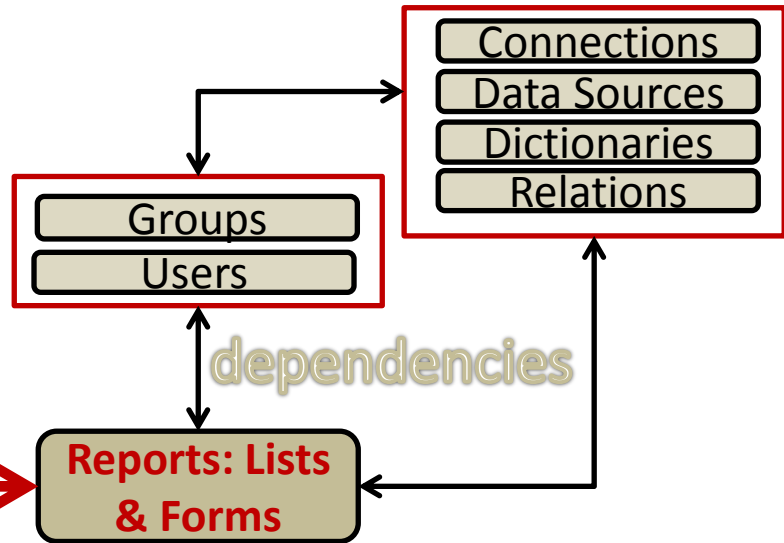 Connections
Data Sources
Dictionaries
Relations
Groups
Users
dependencies
Reports: Lists
& Forms